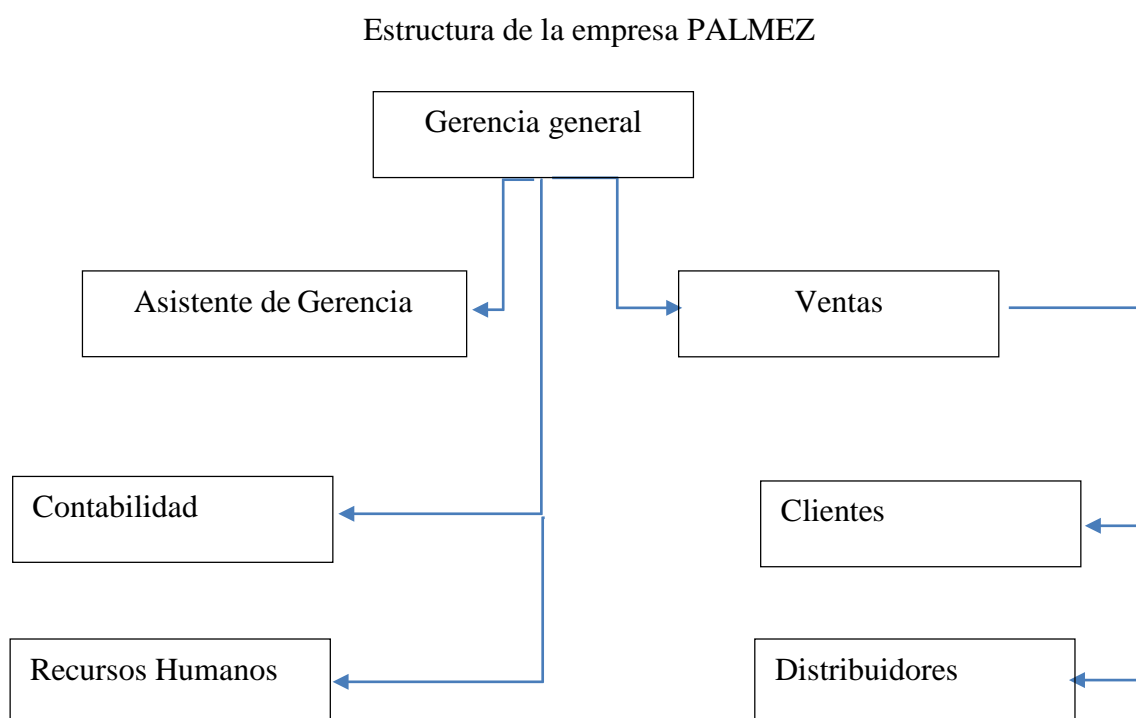 Estructura de la empresa PALMEZ
Gerencia general
Asistente de Gerencia
Ventas
Contabilidad
Clientes
Recursos Humanos
Distribuidores